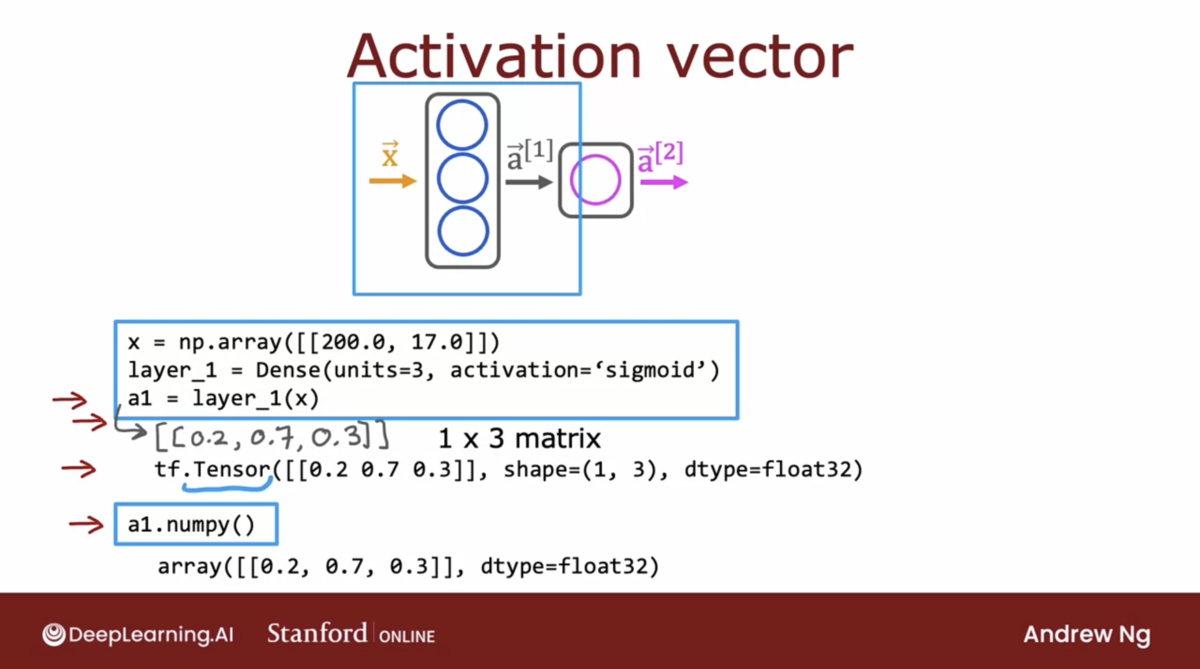 Activation vector
x⃗
a⃗[1]
a⃗[2]
x = np.array([[200.0, 17.0]])
layer_1 = Dense(units=3, activation=‘sigmoid’)
a1 = layer_1(x)
[[0.2, 0.7, 0.3]] 1 x 3 matrix
tf.Tensor([[0.2 0.7 0.3]], shape=(1, 3), dtype=float32)
a1.numpy()
array([[0.2, 0.7, 0.3]], dtype=float32)
DeepLearning.AI Stanford ONLINE Andrew Ng